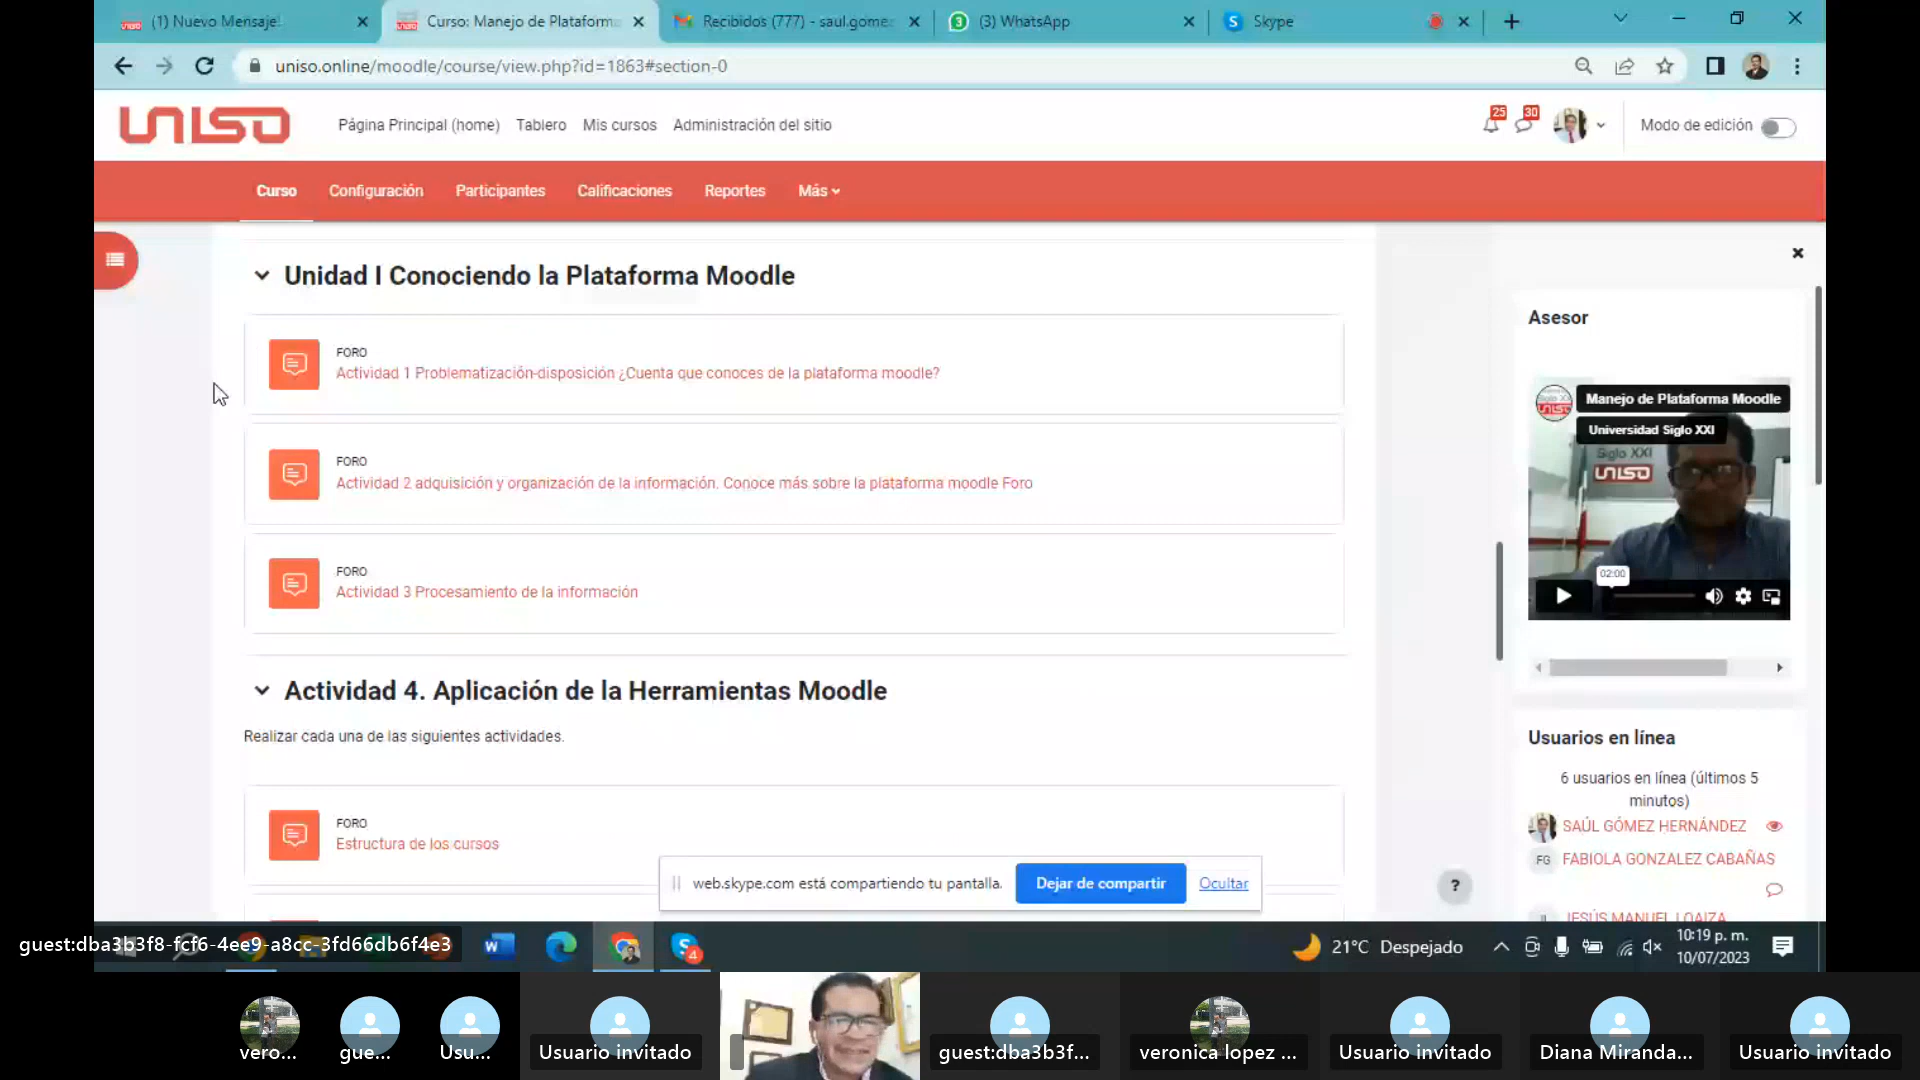 (1) Nuevo Mensaje!
Curso: Manejo de Plataform
Recibidos (777) - saul.gome
(3) WhatsApp
Skype
uniso.online/moodle/course/view.php?id=1863#section-0
UNISO
Página Principal (home)
Tablero
Mis cursos
Administración del sitio
25
30
Modo de edición
Curso
Configuración
Participantes
Calificaciones
Reportes
Más
Unidad I Conociendo la Plataforma Moodle
FORO
Actividad 1 Problematización-disposición ¿Cuenta que conoces de la plataforma moodle?
FORO
Actividad 2 adquisición y organización de la información. Conoce más sobre la plataforma moodle Foro
FORO
Actividad 3 Procesamiento de la información
Actividad 4. Aplicación de la Herramientas Moodle
Realizar cada una de las siguientes actividades.
FORO
Estructura de los cursos
Asesor
Manejo de Plataforma Moodle
Universidad Siglo XXI
Siglo XXI
UNISO
02:00
Usuarios en línea
6 usuarios en línea (últimos 5
minutos)
SAÚL GÓMEZ HERNÁNDEZ
FG FABIOLA GONZALEZ CABAÑAS
JESÚS MANUEL LOAIZA
web.skype.com está compartiendo tu pantalla.
Dejar de compartir
Ocultar
?
guest:dba3b3f8-fcf6-4ee9-a8cc-3fd66db6f4e3
4
21°C Despejado
10:19 p. m.
10/07/2023
vero...
gue...
Usu...
Usuario invitado
guest:dba3b3f...
veronica lopez ...
Usuario invitado
Diana Miranda...
Usuario invitado